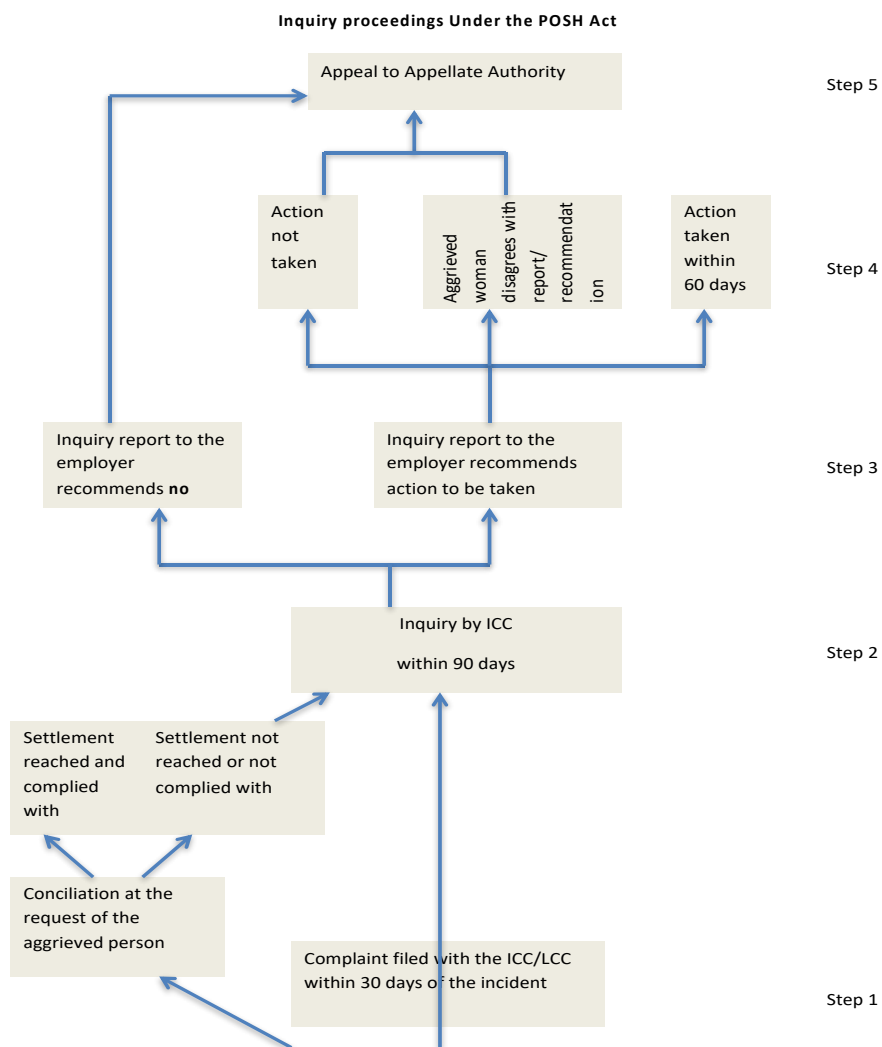 Inquiry proceedings Under the POSH Act
Appeal to Appellate Authority
Step 5
Action
not
taken
Aggrieved
woman
disagrees with
report/
recommendat
ion
Action
taken
within
60 days
Step 4
Inquiry report to the
employer
recommends no
Inquiry report to the
employer recommends
action to be taken
Step 3
Inquiry by ICC
within 90 days
Step 2
Settlement
reached and
complied
with
Settlement not
reached or not
complied with
Conciliation at the
request of the
aggrieved person
Complaint filed with the ICC/LCC
within 30 days of the incident
Step 1